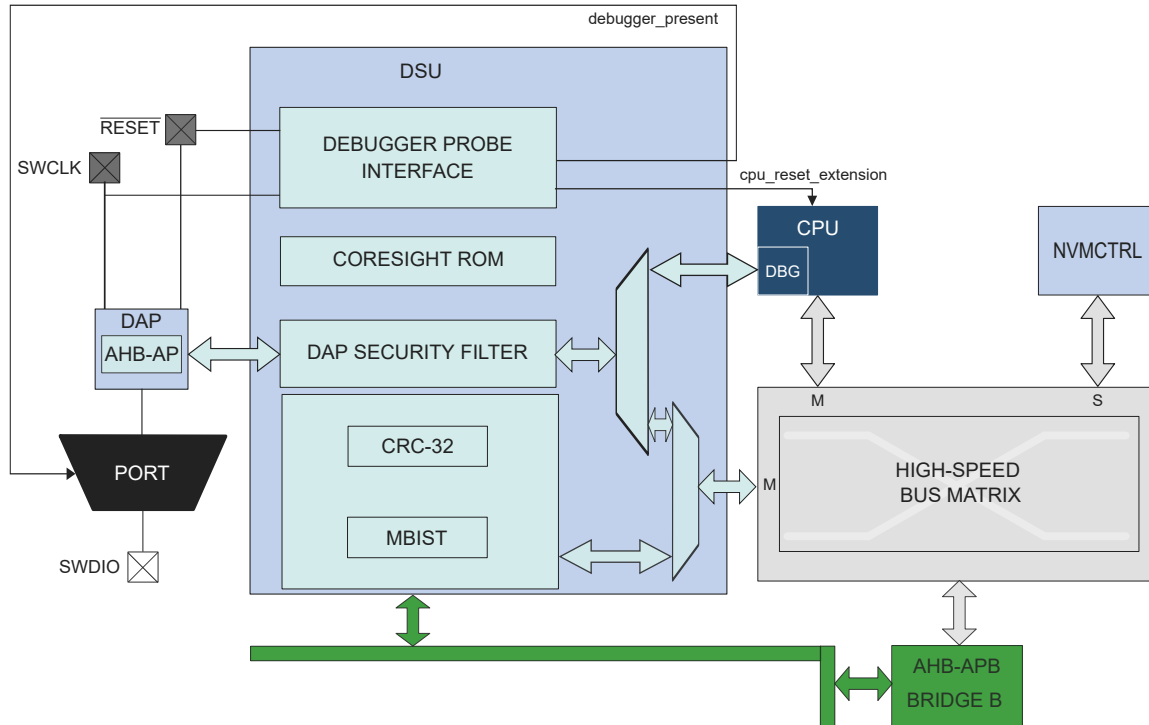 debugger_present
DSU
RESET
SWCLK
DEBUGGER PROBE
INTERFACE
cpu_reset_extension
CPU
DBG
NVMCTRL
CORESIGHT ROM
DAP
AHB-AP
DAP SECURITY FILTER
M
S
CRC-32
PORT
HIGH-SPEED
BUS MATRIX
M
MBIST
SWDIO
AHB-APB
BRIDGE B